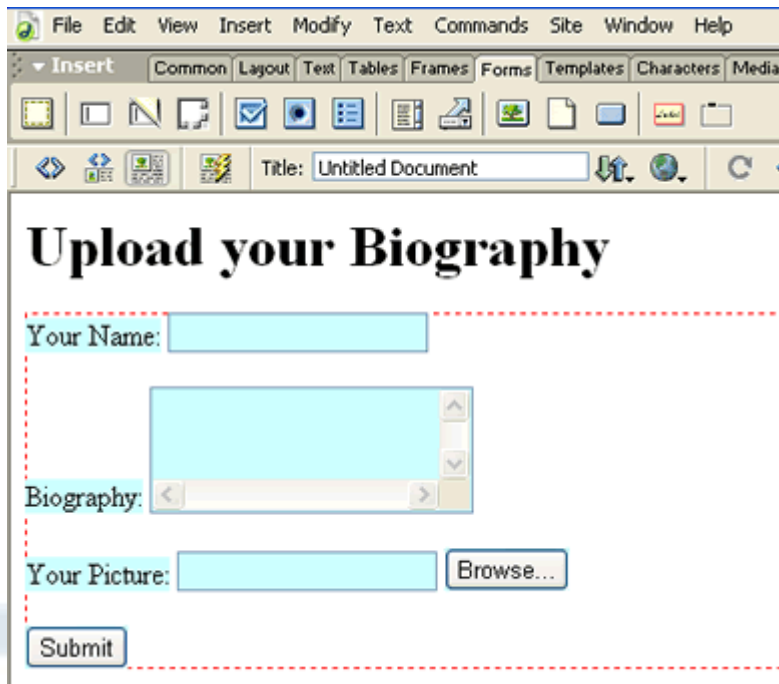 File Edit View Insert Modify Text Commands Site Window Help
Insert Common Layout Text Tables Frames Forms Templates Characters Media
Title: Untitled Document
Upload your Biography
Your Name:
Biography:
Your Picture: Browse...
Submit